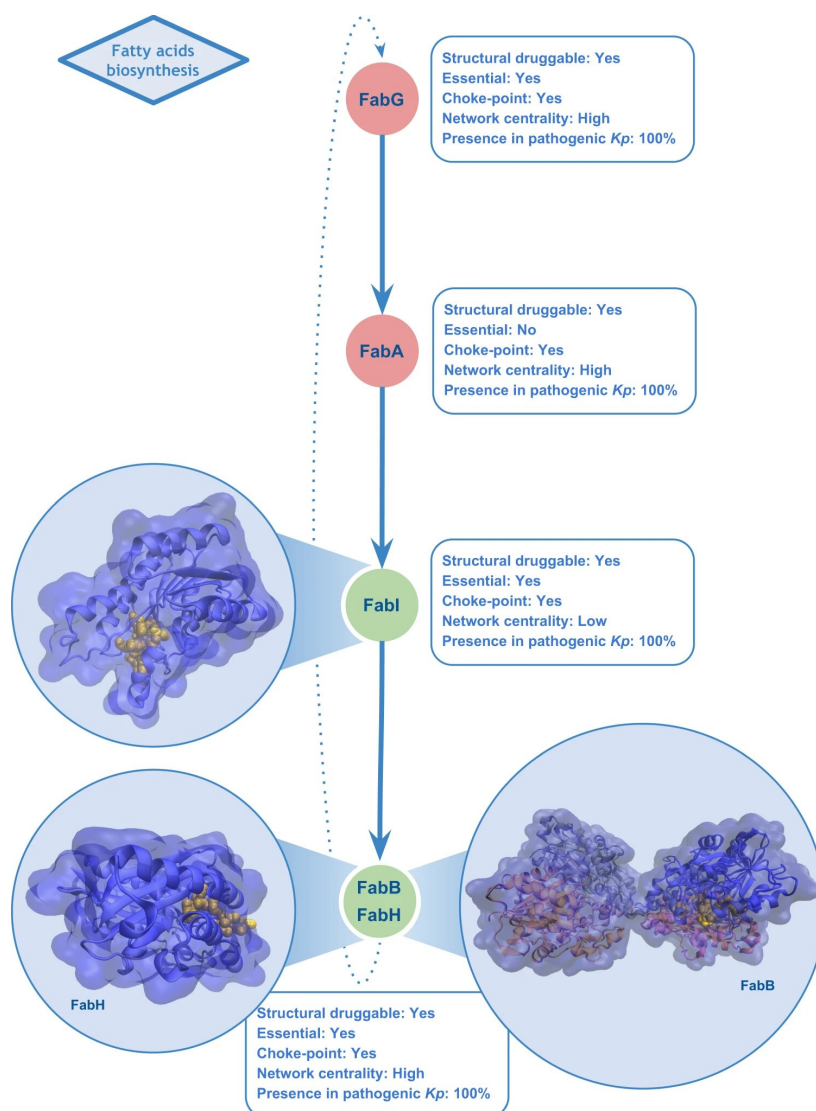 Fatty acids
biosynthesis
FabG
Structural druggable: Yes
Essential: Yes
Choke-point: Yes
Network centrality: High
Presence in pathogenic Kp: 100%
FabA
Structural druggable: Yes
Essential: No
Choke-point: Yes
Network centrality: High
Presence in pathogenic Kp: 100%
FabI
Structural druggable: Yes
Essential: Yes
Choke-point: Yes
Network centrality: Low
Presence in pathogenic Kp: 100%
FabB
FabH
FabH
FabB
Structural druggable: Yes
Essential: Yes
Choke-point: Yes
Network centrality: High
Presence in pathogenic Kp: 100%